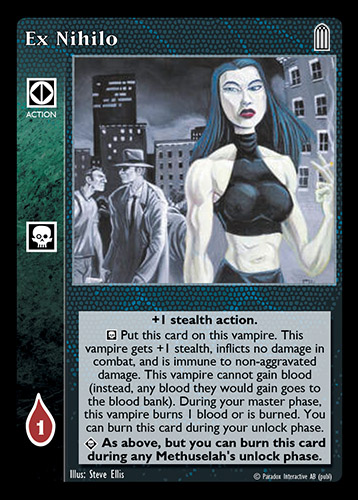 Ex Nihilo
ACTION
+1 stealth action.
Put this card on this vampire. This
vampire gets +1 stealth, inflicts no damage in
combat, and is immune to non-aggravated
damage. This vampire cannot gain blood
(instead, any blood they would gain goes to
the blood bank). During your master phase,
this vampire burns 1 blood or is burned. You
can burn this card during your unlock phase.
As above, but you can burn this card
during any Methuselah's unlock phase.
1
Illus: Steve Ellis
© Paradox Interactive AB (publ)